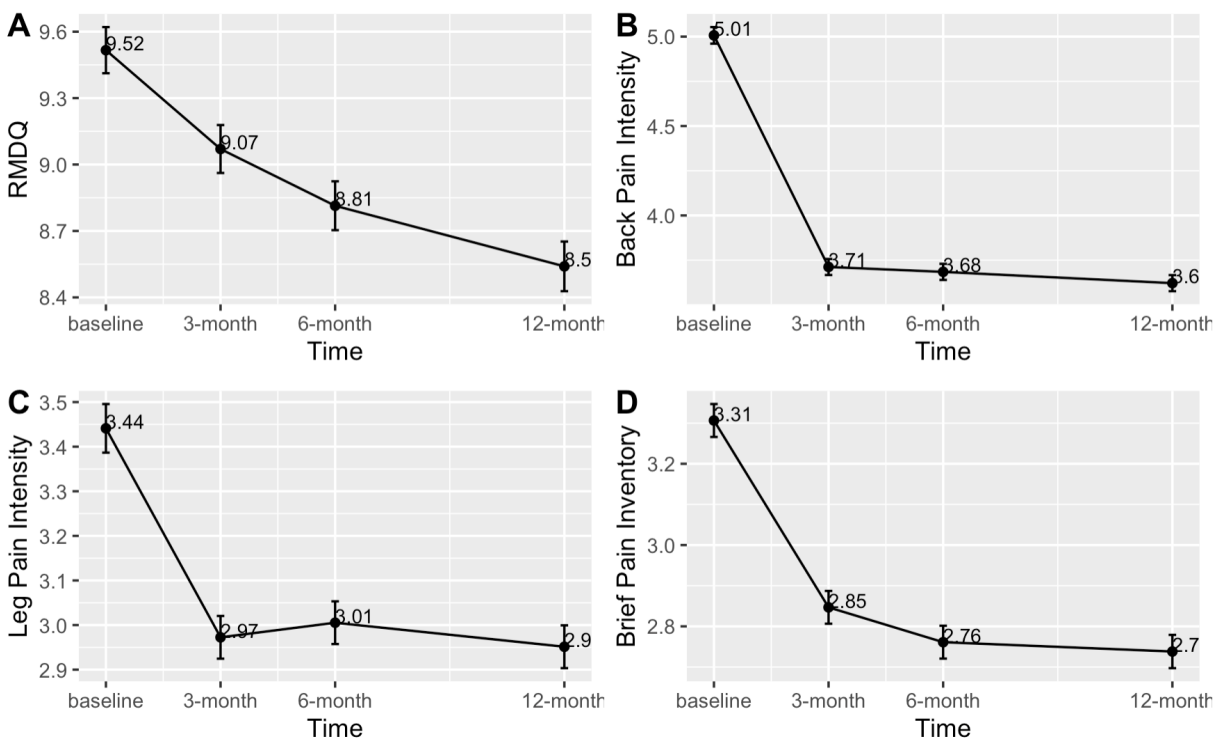 A
B
9.6
9.3
9.0
8.7
8.4
RMDQ
9.52
9.07
8.81
8.5
baseline 3-month 6-month 12-month
Time
5.0
4.5
4.0
Back Pain Intensity
5.01
3.71
3.68
3.6
baseline 3-month 6-month 12-month
Time
C
D
3.5
3.4
3.3
3.2
3.1
3.0
2.9
Leg Pain Intensity
3.44
2.97
3.01
2.9
baseline 3-month 6-month 12-month
Time
3.2
3.0
2.8
Brief Pain Inventory
3.31
2.85
2.76
2.7
baseline 3-month 6-month 12-month
Time